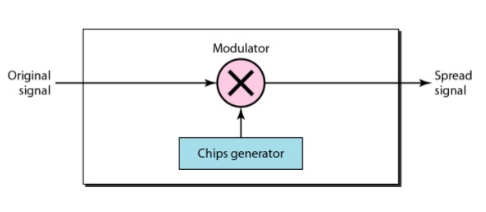 Modulator
Original
signal
Spread
signal
Chips generator